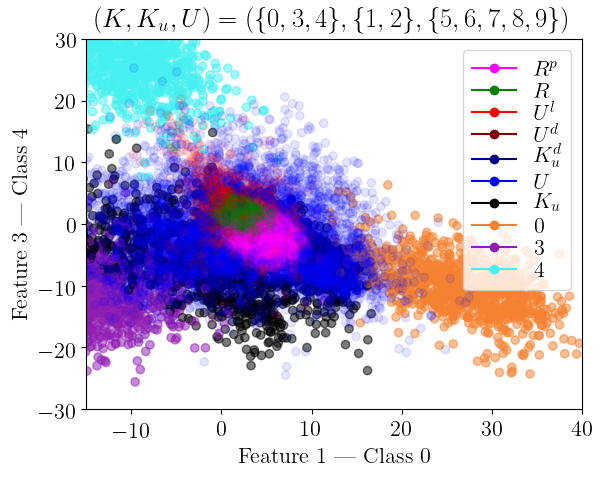 (K, K_u, U) = ({0, 3, 4}, {1, 2}, {5, 6, 7, 8, 9})
30
20
10
0
−10
−20
−30
Feature 3 — Class 4
R^p
R
U^l
U^d
K_u^d
U
K_u
0
3
4
−10
0
10
20
30
40
Feature 1 — Class 0